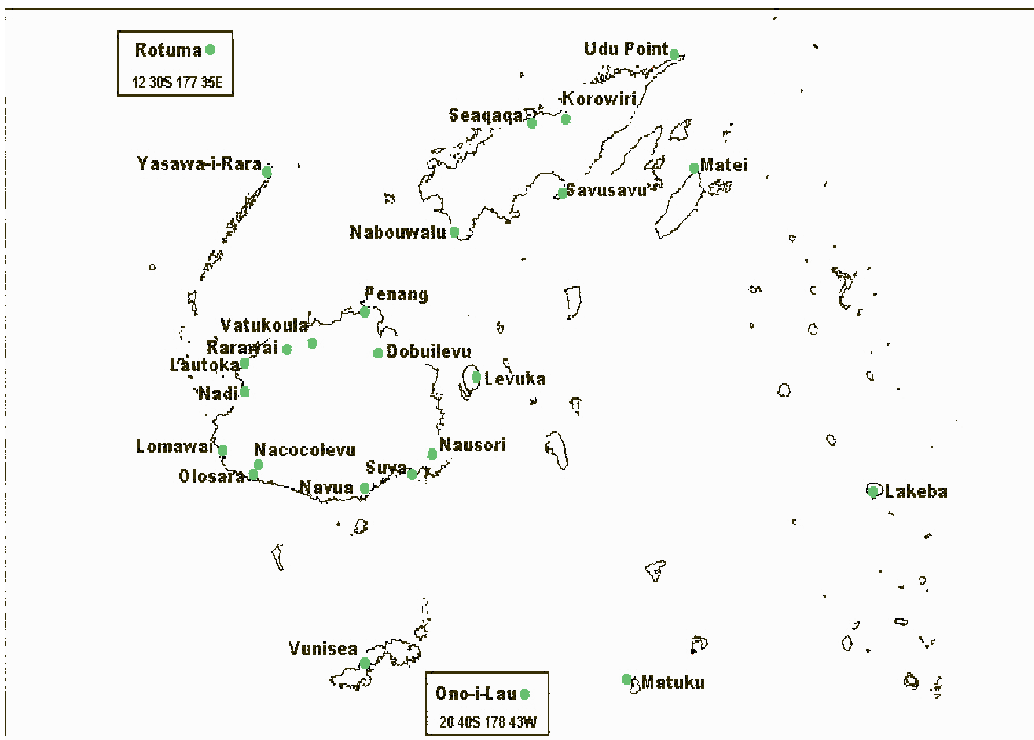 Udu Point
Rotuma
12 30S 177 35E
Korowiri
Seaqaqa
Yasawa-i-Rara
Matei
Savusavu
Nabouwalu
Penang
Vatukoula
Rarawai
Dobuilevu
Lautoka
Levuka
Nadi
Lomawai
Nacocolevu
Nausori
Suva
Olosara
Navua
Lakeba
Vunisea
Matuku
Ono-i-Lau
20 40S 178 43W